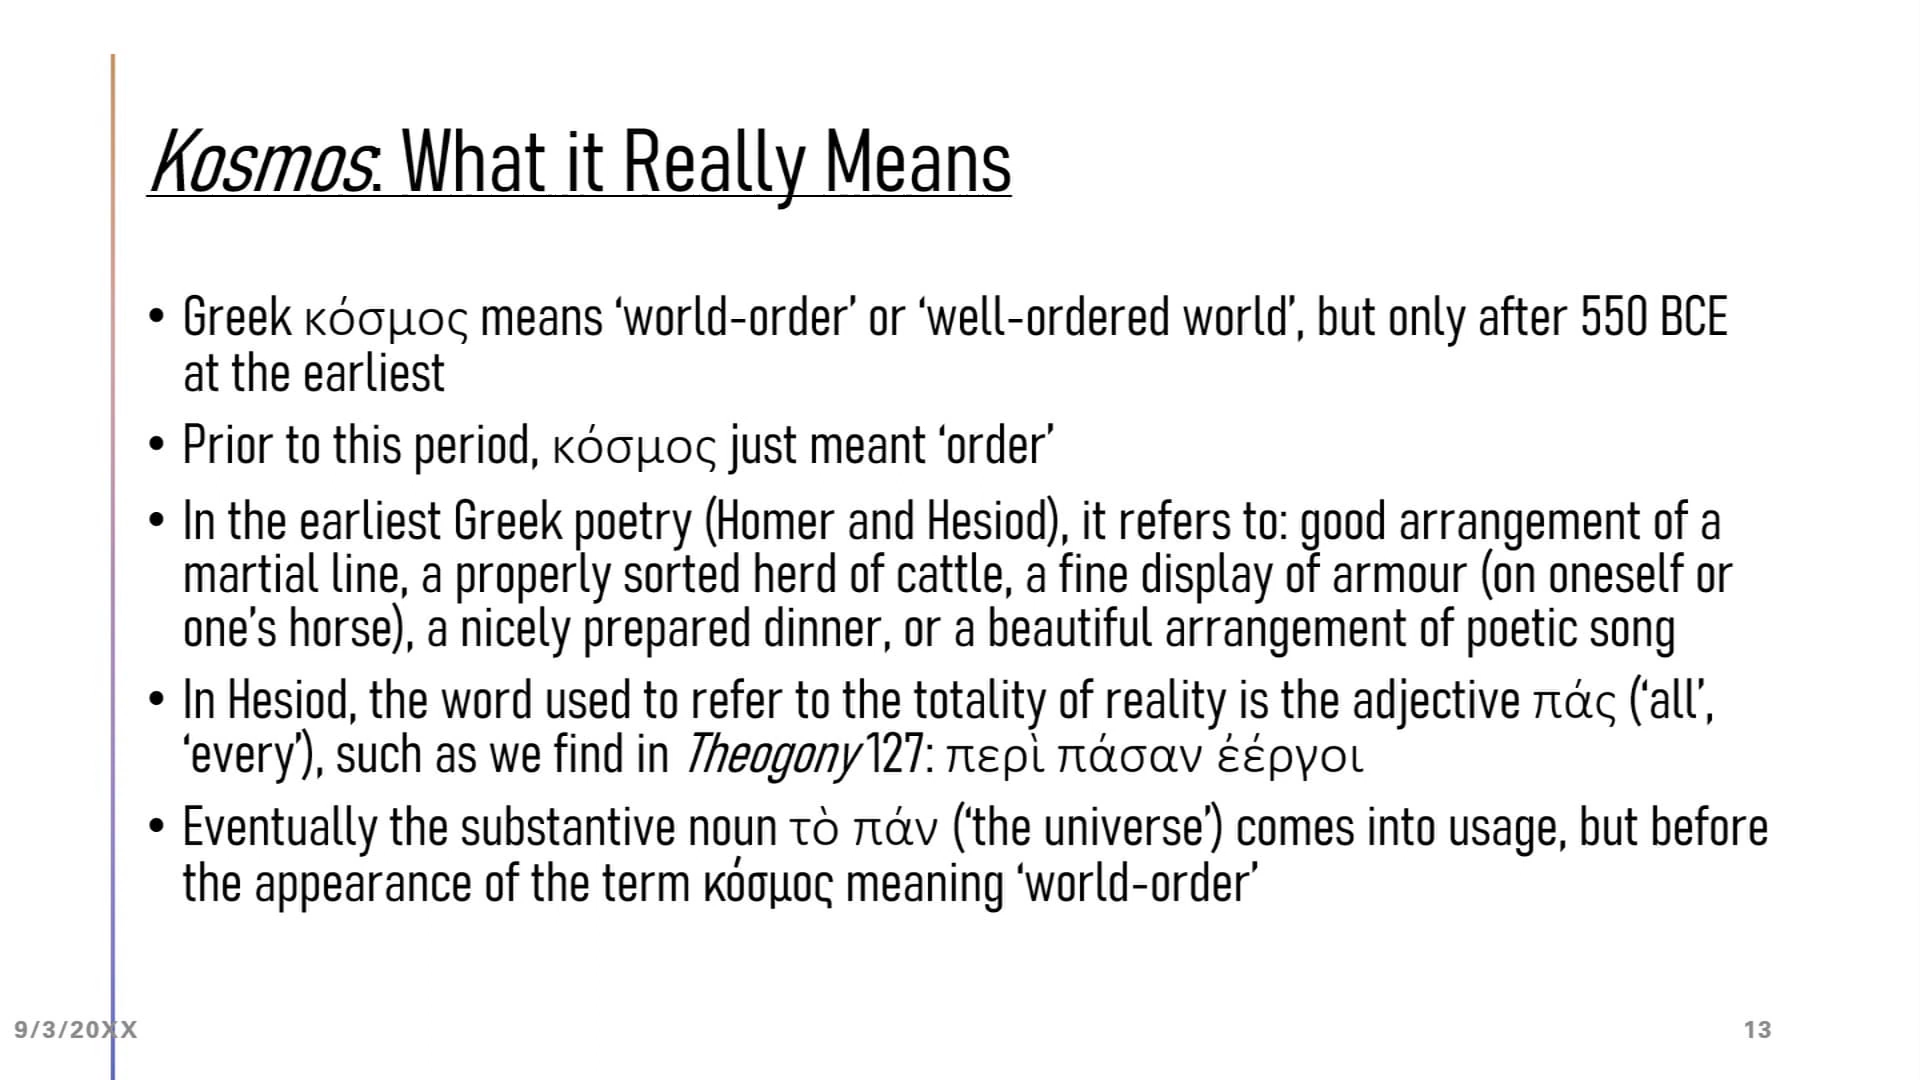 Kosmos: What it Really Means
• Greek κόσμος means ‘world-order’ or ‘well-ordered world’, but only after 550 BCE
at the earliest
• Prior to this period, κόσμος just meant ‘order’
• In the earliest Greek poetry (Homer and Hesiod), it refers to: good arrangement of a
martial line, a properly sorted herd of cattle, a fine display of armour (on oneself or
one’s horse), a nicely prepared dinner, or a beautiful arrangement of poetic song
• In Hesiod, the word used to refer to the totality of reality is the adjective πάς (‘all’,
‘every’), such as we find in Theogony 127: περὶ πάσαν ἐέργοι
• Eventually the substantive noun τὸ πάν (‘the universe’) comes into usage, but before
the appearance of the term κόσμος meaning ‘world-order’
9/3/20XX
13